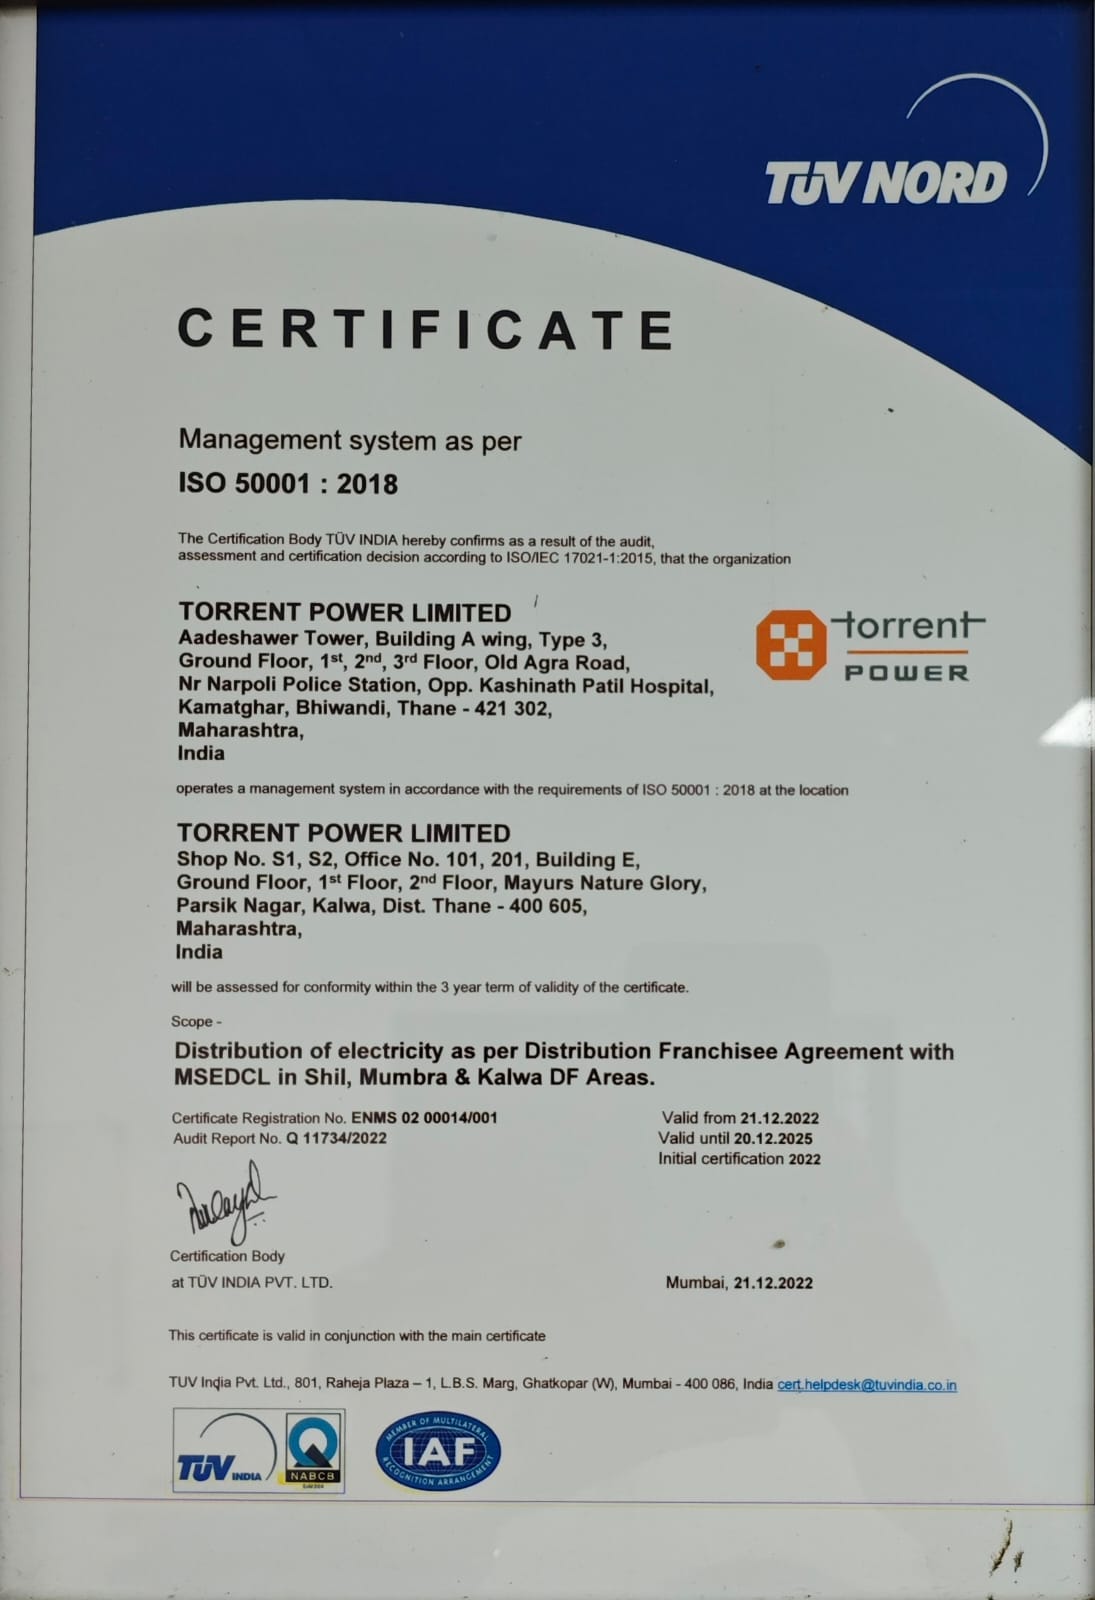 TÜV NORD
CERTIFICATE
Management system as per
ISO 50001 : 2018
The Certification Body TÜV INDIA hereby confirms as a result of the audit,
assessment and certification decision according to ISO/IEC 17021-1:2015, that the organization
TORRENT POWER LIMITED
Aadeshawer Tower, Building A wing, Type 3,
Ground Floor, 1st, 2nd, 3rd Floor, Old Agra Road,
Nr Narpoli Police Station, Opp. Kashinath Patil Hospital,
Kamatghar, Bhiwandi, Thane - 421 302,
Maharashtra,
India
torrent
POWER
operates a management system in accordance with the requirements of ISO 50001 : 2018 at the location
TORRENT POWER LIMITED
Shop No. S1, S2, Office No. 101, 201, Building E,
Ground Floor, 1st Floor, 2nd Floor, Mayurs Nature Glory,
Parsik Nagar, Kalwa, Dist. Thane - 400 605,
Maharashtra,
India
will be assessed for conformity within the 3 year term of validity of the certificate.
Scope -
Distribution of electricity as per Distribution Franchisee Agreement with
MSEDCL in Shil, Mumbra & Kalwa DF Areas.
Certificate Registration No. ENMS 02 00014/001
Audit Report No. Q 11734/2022
Valid from 21.12.2022
Valid until 20.12.2025
Initial certification 2022
Certification Body
at TÜV INDIA PVT. LTD.
Mumbai, 21.12.2022
This certificate is valid in conjunction with the main certificate
TUV India Pvt. Ltd., 801, Raheja Plaza – 1, L.B.S. Marg, Ghatkopar (W), Mumbai - 400 086, India cert.helpdesk@tuvindia.co.in
TÜV INDIA
NABCB
MEMBER OF MULTILATERAL
IAF
RECOGNITION ARRANGEMENT